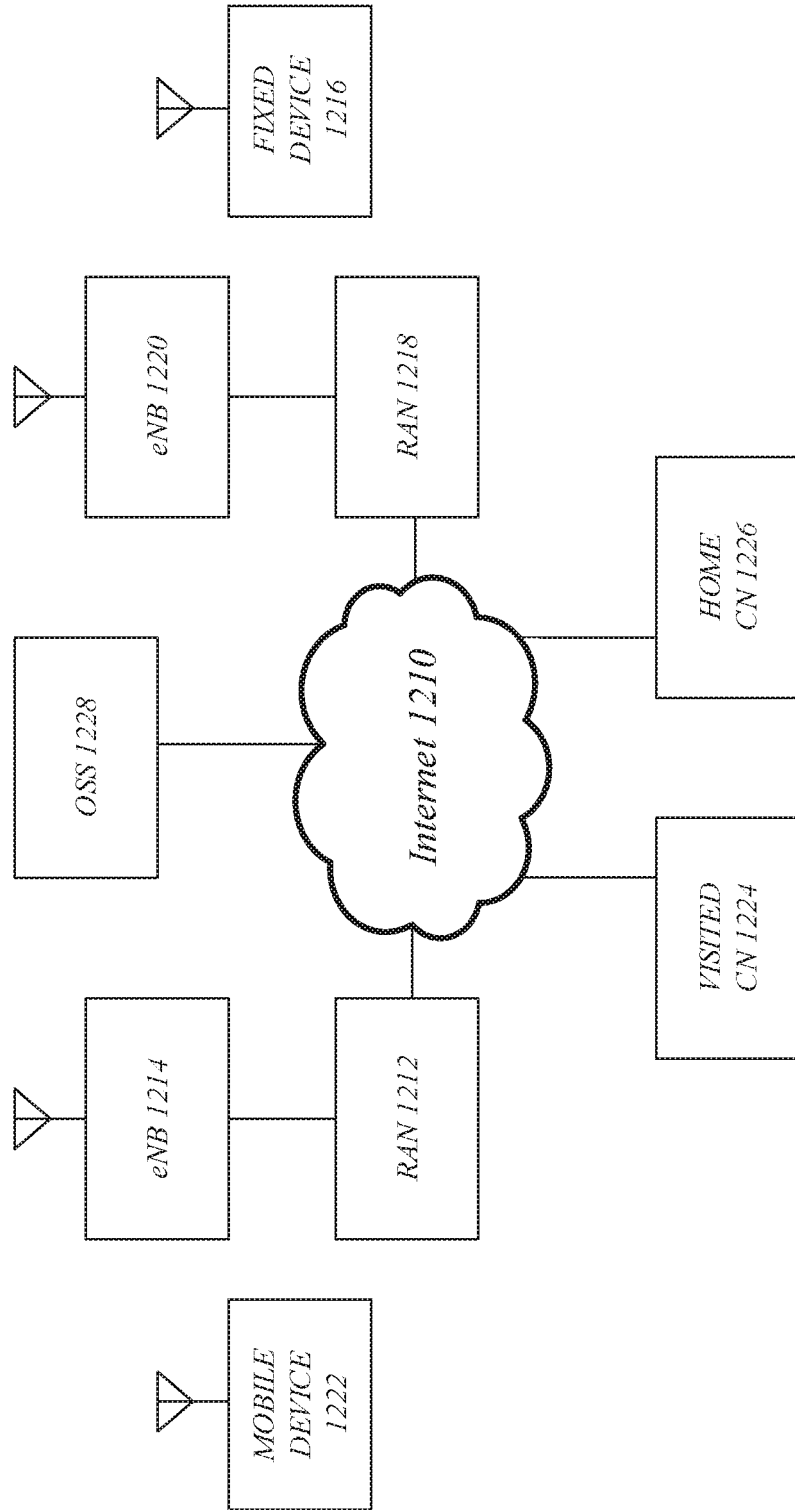 MOBILE
DEVICE
1222
eNB 1214
RAN 1212
OSS 1228
Internet 1210
VISITED
CN 1224
HOME
CN 1226
eNB 1220
RAN 1218
FIXED
DEVICE
1216